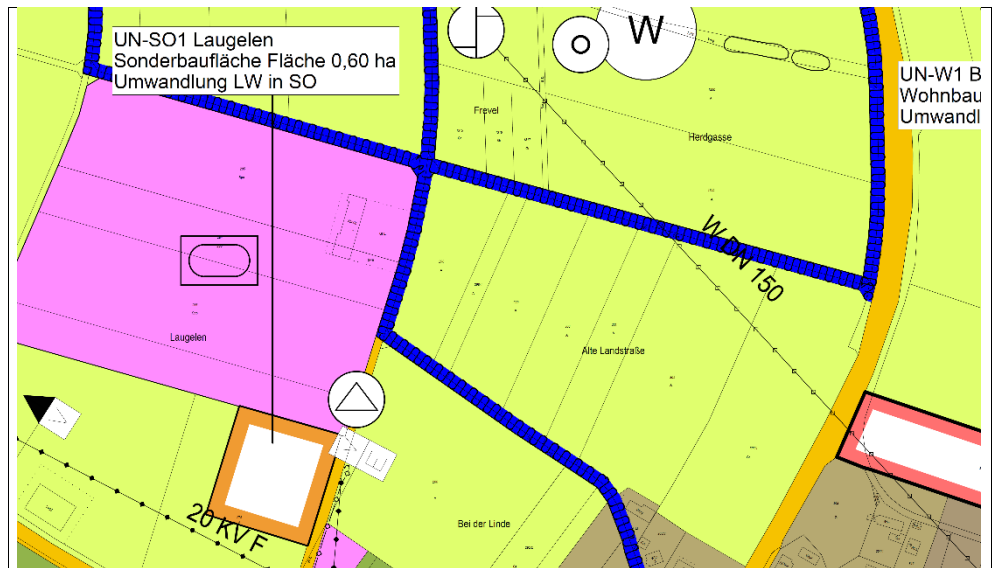 UN-SO1 Laugelen
Sonderbaufläche Fläche 0,60 ha
Umwandlung LW in SO
W
UN-W1 B
Wohnbau
Umwandl
Frevel
Herdgasse
W DN 150
Laugelen
Alte Landstraße
20 KV F
Bei der Linde